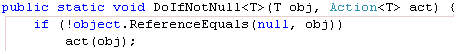 public static void DoIfNotNull<T>(T obj, Action<T> act) {
if (!object.ReferenceEquals(null, obj))
act(obj);